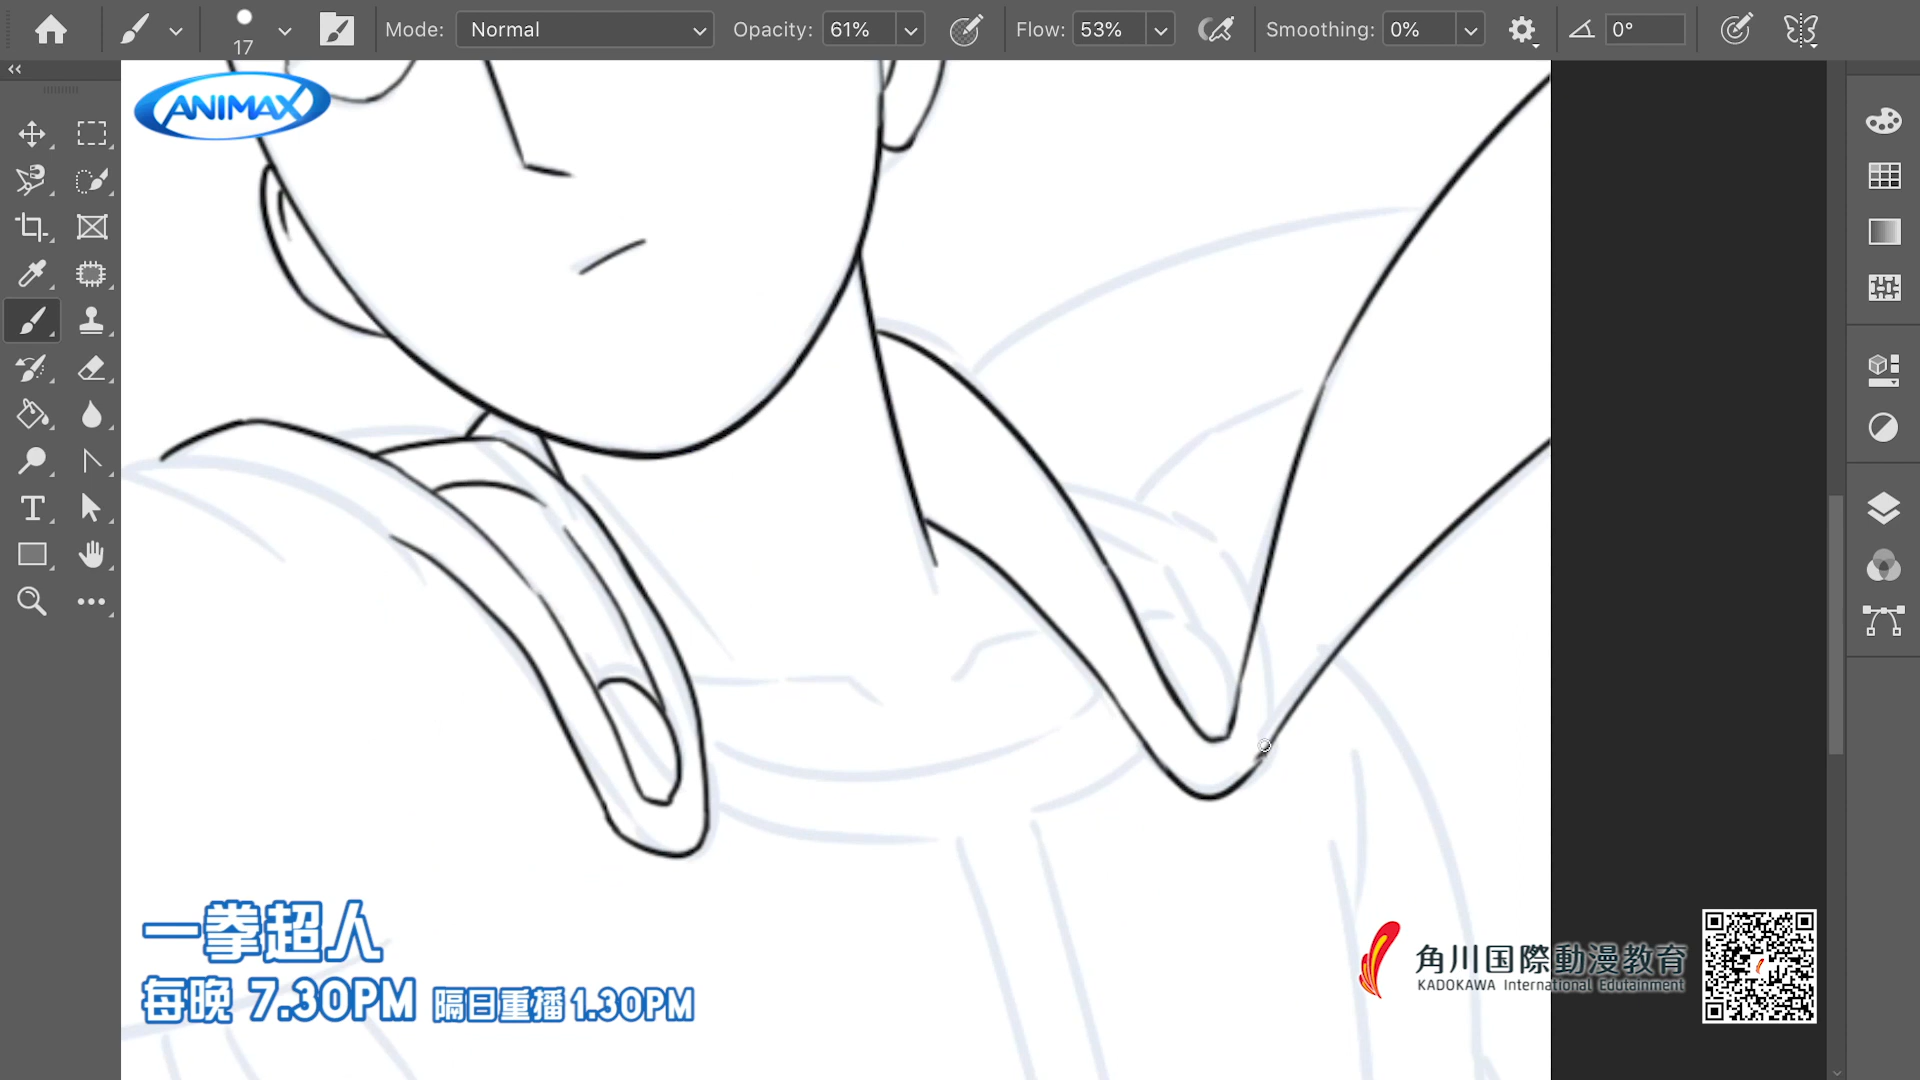 Mode: Normal Opacity: 61% Flow: 53% Smoothing: 0% 0°
17
ANIMAX
一拳超人
每晚 7.30PM 隔日重播 1.30PM
角川国際動漫教育
KADOKAWA International Edutainment